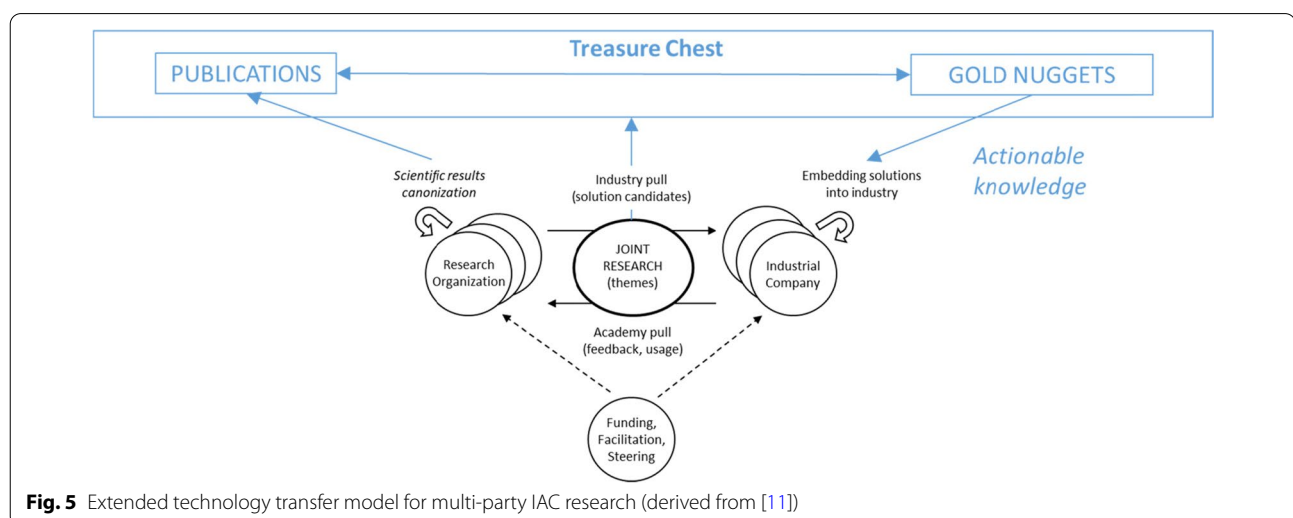 Treasure Chest
PUBLICATIONS
GOLD NUGGETS
Actionable
knowledge
Scientific results
canonization
Industry pull
(solution candidates)
Embedding solutions
into industry
Research
Organization
JOINT
RESEARCH
(themes)
Industrial
Company
Academy pull
(feedback, usage)
Funding,
Facilitation,
Steering
Fig. 5 Extended technology transfer model for multi-party IAC research (derived from [11])